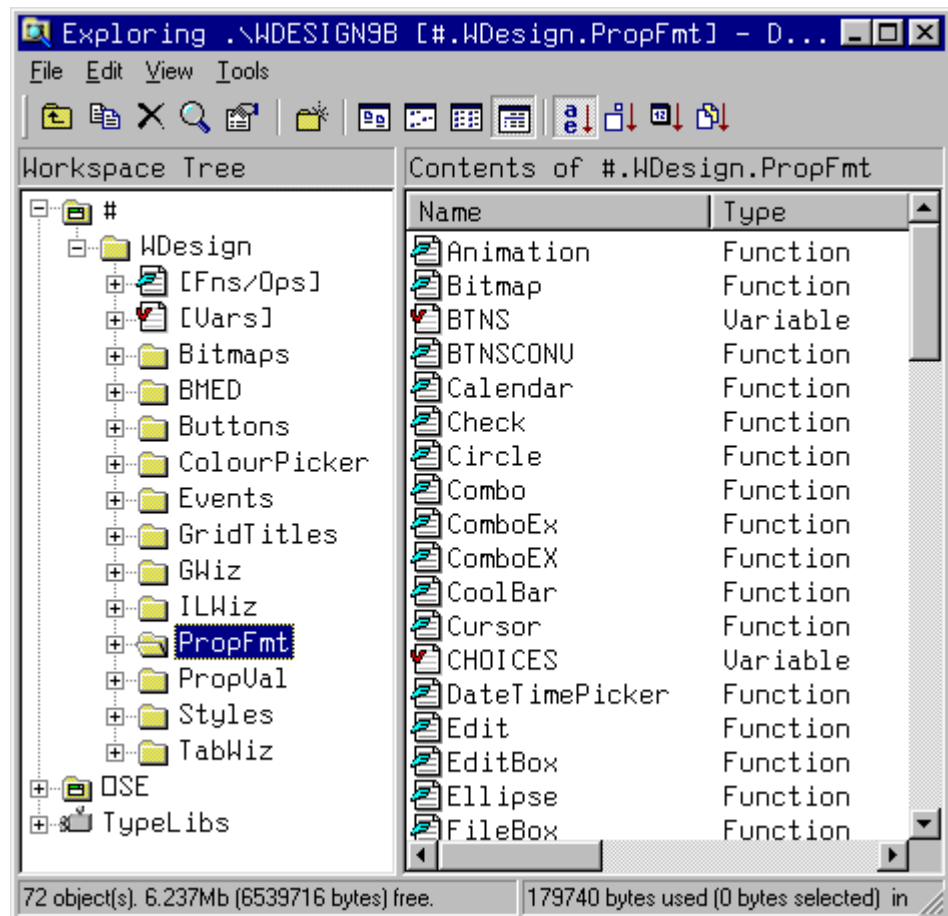 Exploring .\WDESIGN9B [#.WDesign.PropFmt] - D...
File Edit View Tools
Workspace Tree
Contents of #.WDesign.PropFmt
#
WDesign
[Fns/Ops]
[Vars]
Bitmaps
BMED
Buttons
ColourPicker
Events
GridTitles
GWiz
ILWiz
PropFmt
PropVal
Styles
TabWiz
⎕SE
TypeLibs
Name Type
Animation Function
Bitmap Function
BTNS Variable
BTNSCONV Function
Calendar Function
Check Function
Circle Function
Combo Function
ComboEx Function
ComboEX Function
CoolBar Function
Cursor Function
CHOICES Variable
DateTimePicker Function
Edit Function
EditBox Function
Ellipse Function
FileBox Function
72 object(s). 6.237Mb (6539716 bytes) free.
179740 bytes used (0 bytes selected) in